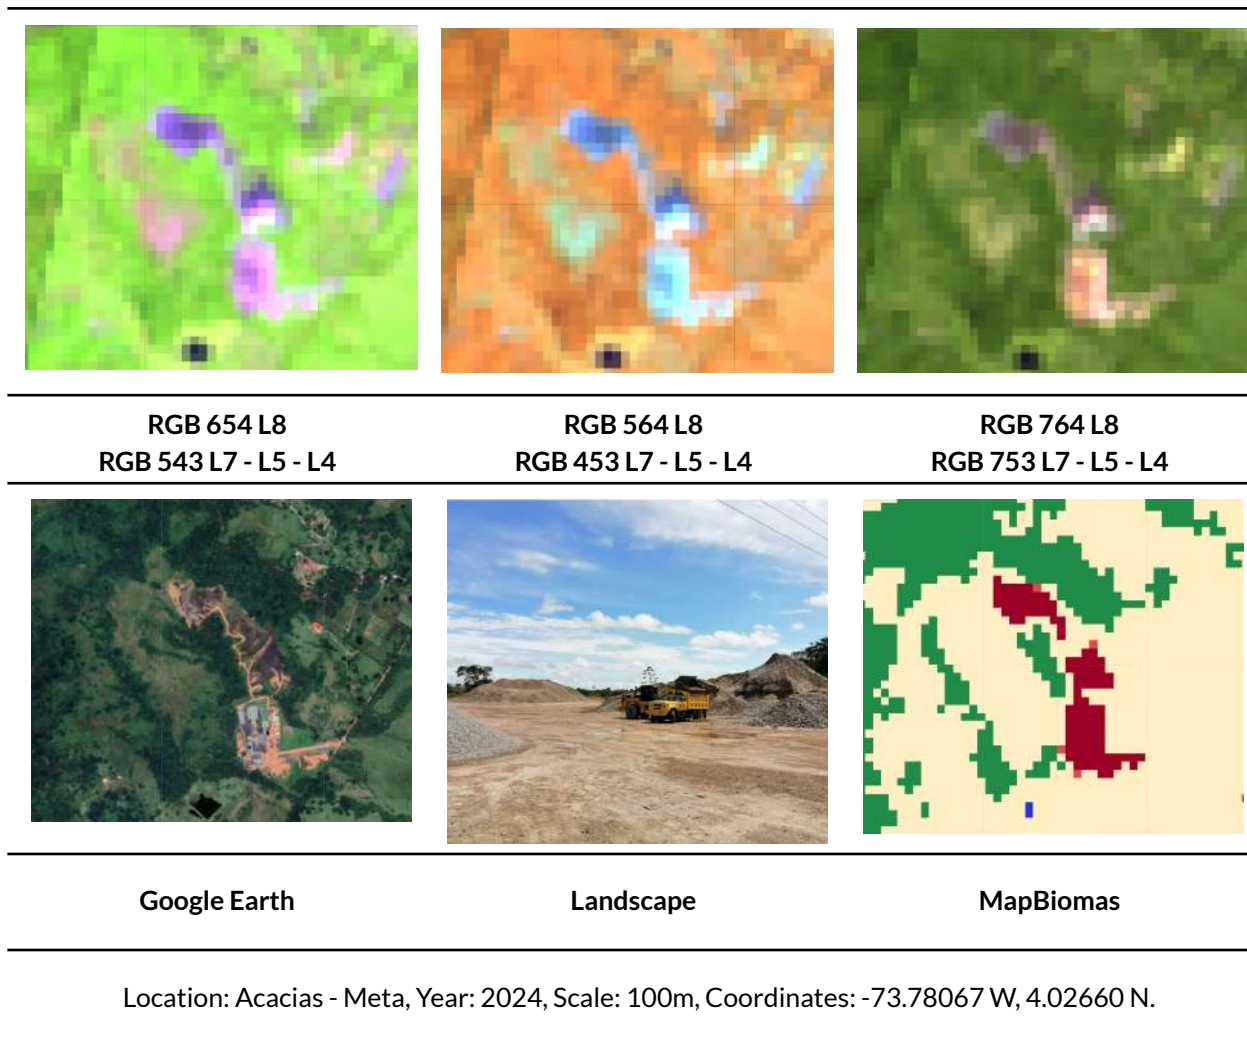 RGB 654 L8
RGB 543 L7 - L5 - L4
RGB 564 L8
RGB 453 L7 - L5 - L4
RGB 764 L8
RGB 753 L7 - L5 - L4
Google Earth
Landscape
MapBiomas
Location: Acacias - Meta, Year: 2024, Scale: 100m, Coordinates: -73.78067 W, 4.02660 N.